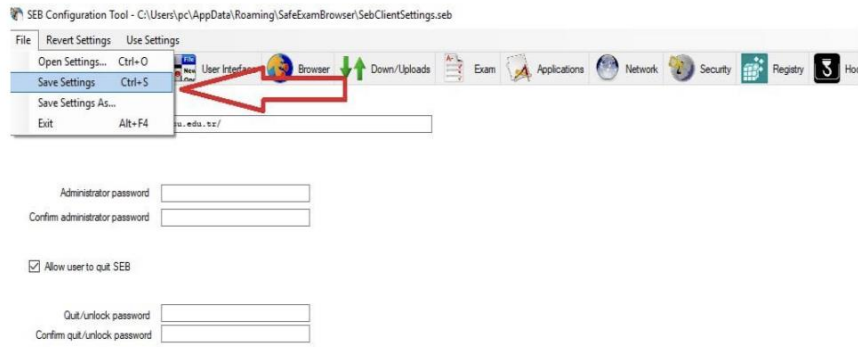 SEB Configuration Tool - C:\Users\pc\AppData\Roaming\SafeExamBrowser\SebClientSettings.seb
File Revert Settings Use Settings
Open Settings... Ctrl+O
User Interface Browser Down/Uploads Exam Applications Network Security Registry
Save Settings Ctrl+S
Save Settings As...
Exit Alt+F4
.edu.tr/
Administrator password
Confirm administrator password
Allow user to quit SEB
Quit/unlock password
Confirm quit/unlock password